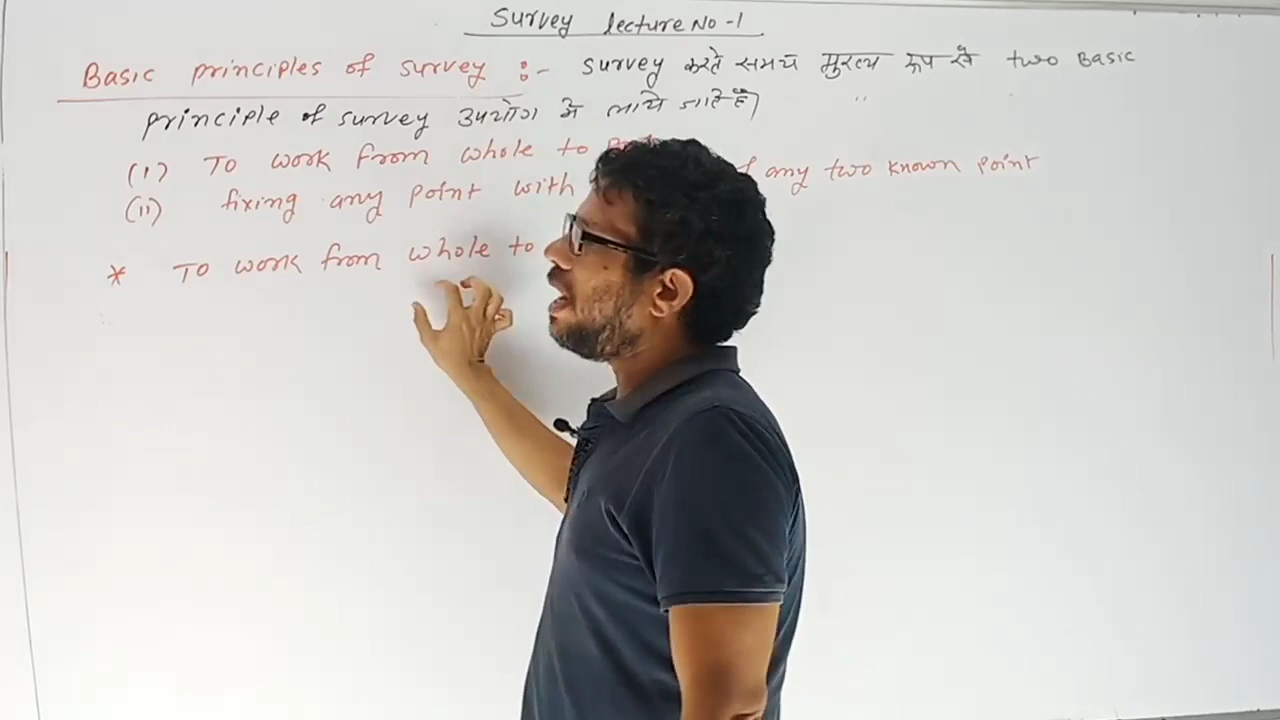 Survey lecture No -1
Basic principles of survey :- survey करते समय मुख्य रूप से two Basic
principle of survey उपयोग मे लाये जाते है।
(i) To work from whole to
(ii) fixing any point with any two known point
* To work from whole to